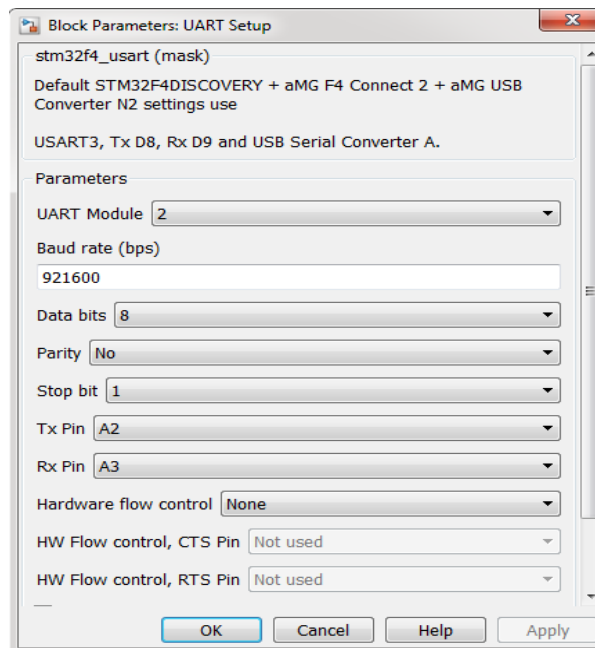 Block Parameters: UART Setup
stm32f4_usart (mask)
Default STM32F4DISCOVERY + aMG F4 Connect 2 + aMG USB
Converter N2 settings use
USART3, Tx D8, Rx D9 and USB Serial Converter A.
Parameters
UART Module 2
Baud rate (bps)
921600
Data bits 8
Parity No
Stop bit 1
Tx Pin A2
Rx Pin A3
Hardware flow control None
HW Flow control, CTS Pin Not used
HW Flow control, RTS Pin Not used
OK Cancel Help Apply